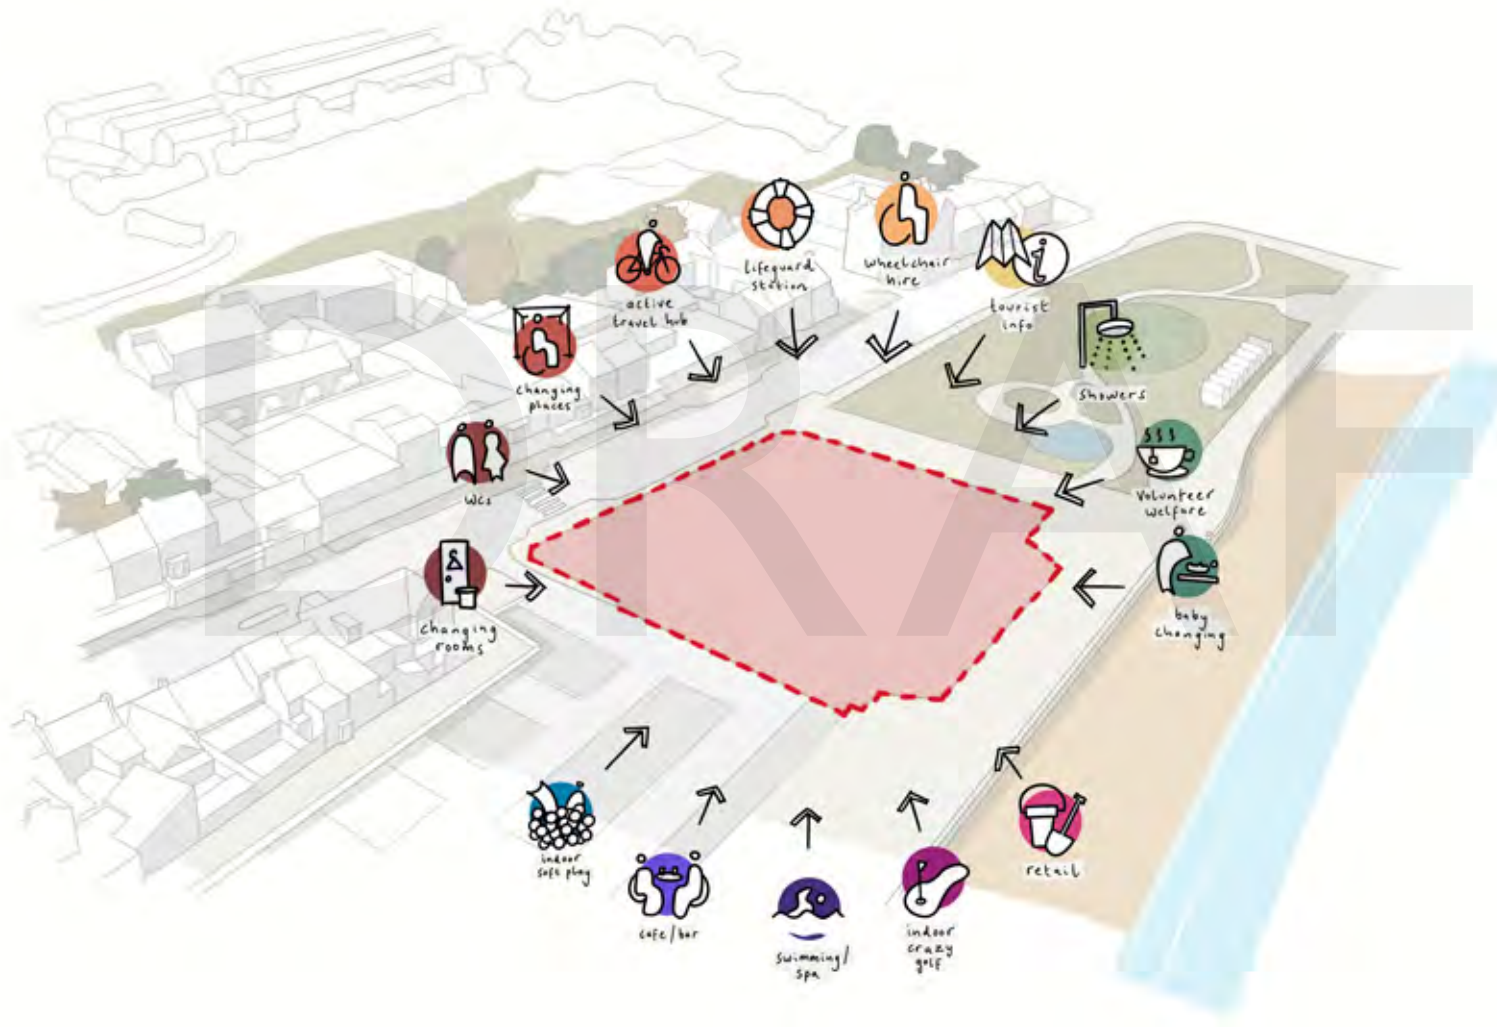 lifeguard
station
wheelchair
hire
active
travel hub
tourist
info
changing
places
showers
wcs
Volunteer
welfare
changing
rooms
baby
changing
indoor
soft play
cafe/bar
swimming/
spa
indoor
crazy
golf
retail
DRAF
i